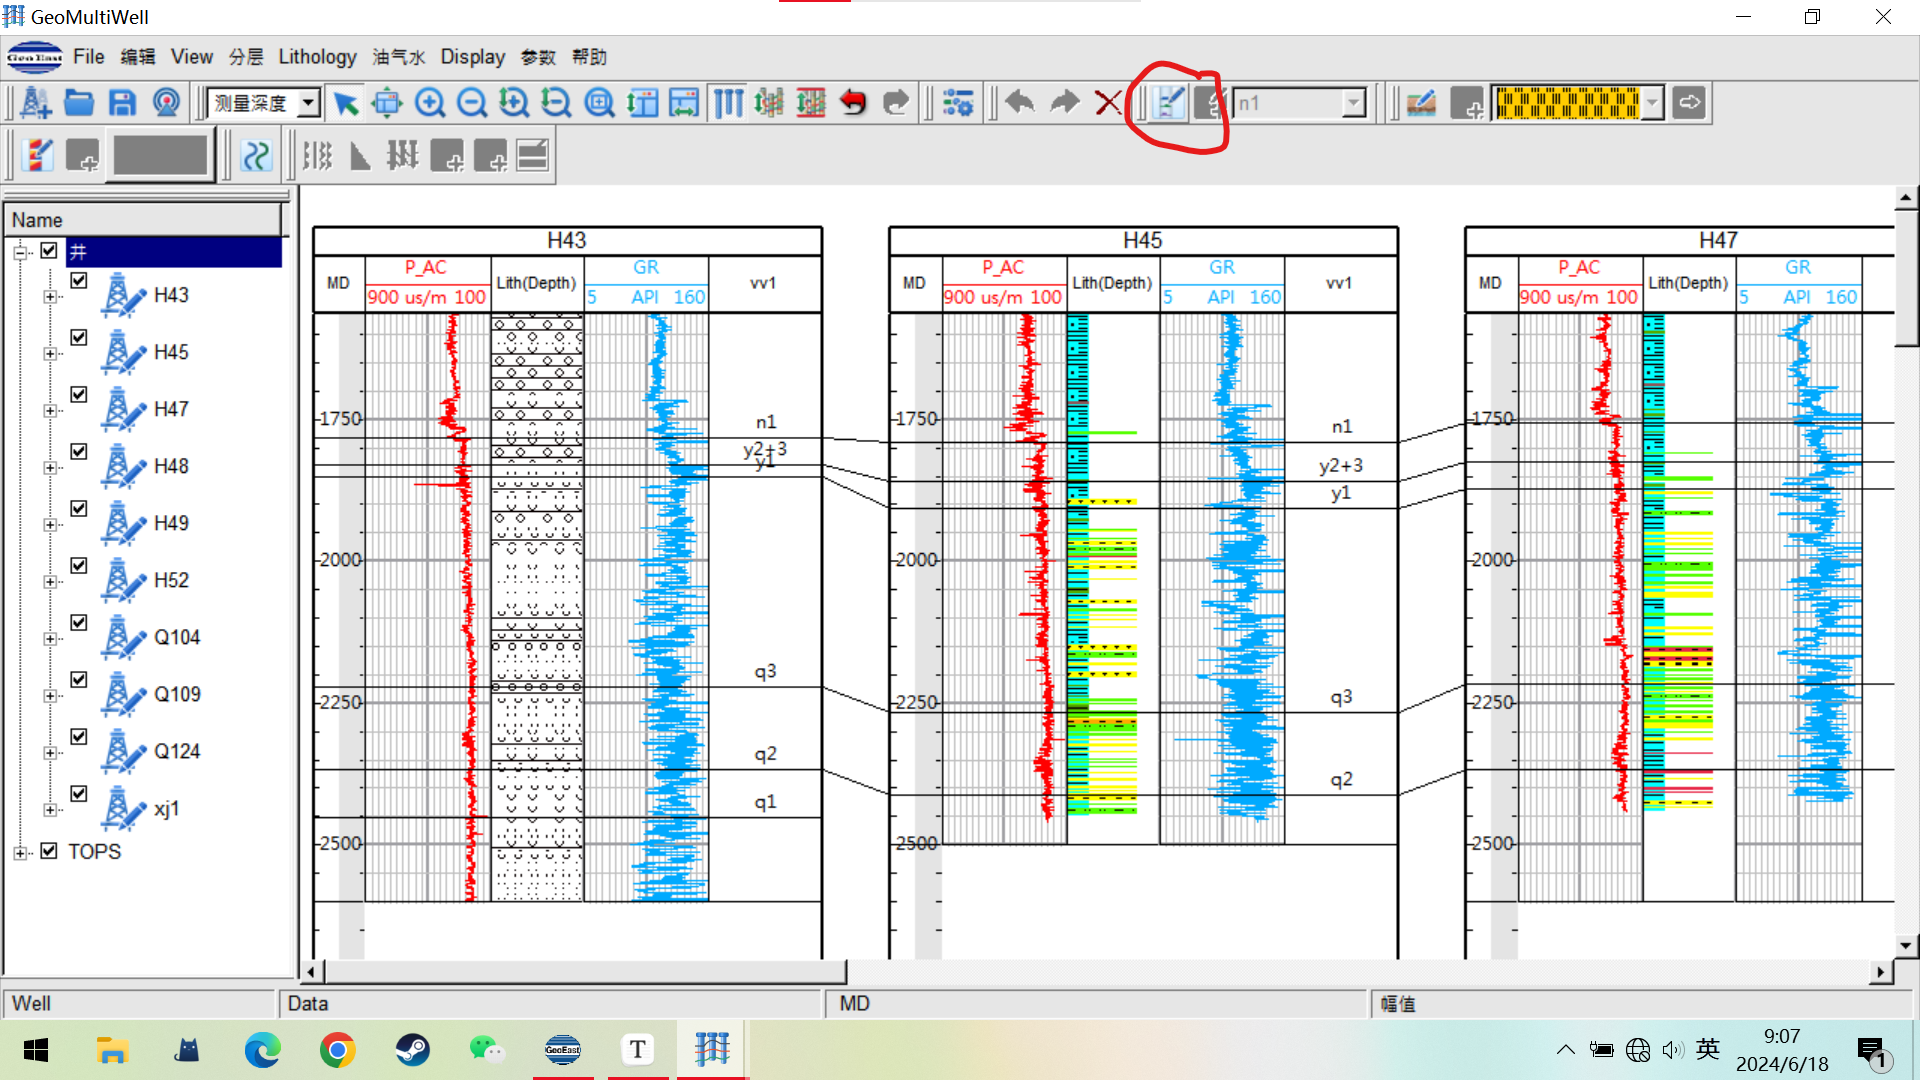 GeoMultiWell
GeoEast File 编辑 View 分层 Lithology 油气水 Display 参数 帮助
测量深度 n1
Name
井
H43
H45
H47
H48
H49
H52
Q104
Q109
Q124
xj1
TOPS
H43
MD P_AC Lith(Depth) GR vv1
900 us/m 100 5 API 160
1750
2000
2250
2500
n1
y2+3
y1
q3
q2
q1
H45
MD P_AC Lith(Depth) GR vv1
900 us/m 100 5 API 160
1750
2000
2250
2500
n1
y2+3
y1
q3
q2
H47
MD P_AC Lith(Depth) GR
900 us/m 100 5 API 160
1750
2000
2250
2500
Well Data MD 幅值
GeoEast T 英 9:07
2024/6/18 1